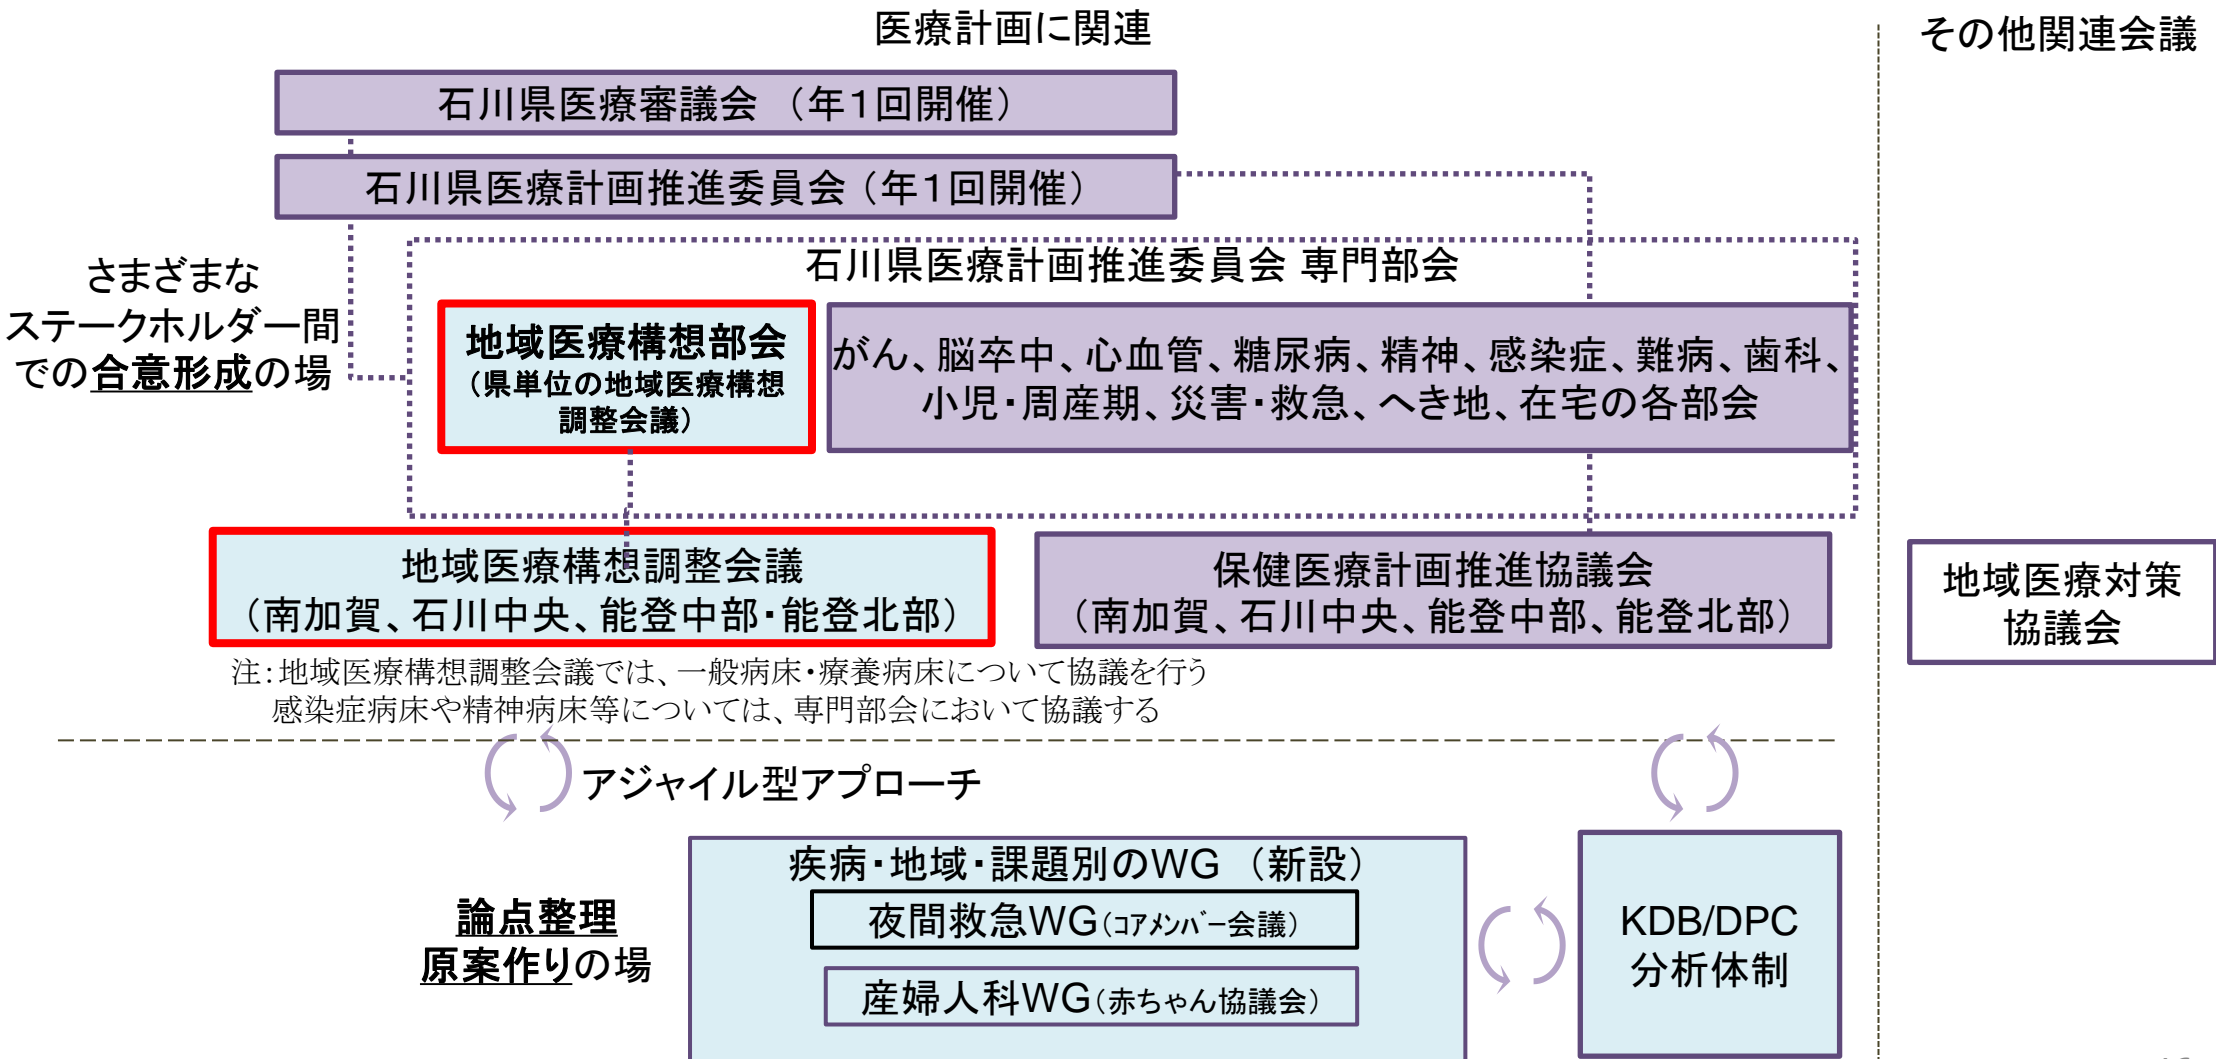 医療計画に関連
その他関連会議
石川県医療審議会 （年1回開催）
石川県医療計画推進委員会（年1回開催）
さまざまな
ステークホルダー間
での合意形成の場
石川県医療計画推進委員会 専門部会
地域医療構想部会
（県単位の地域医療構想
調整会議）
がん、脳卒中、心血管、糖尿病、精神、感染症、難病、歯科、
小児・周産期、災害・救急、へき地、在宅の各部会
地域医療構想調整会議
（南加賀、石川中央、能登中部・能登北部）
保健医療計画推進協議会
（南加賀、石川中央、能登中部、能登北部）
地域医療対策
協議会
注：地域医療構想調整会議では、一般病床・療養病床について協議を行う
感染症病床や精神病床等については、専門部会において協議する
アジャイル型アプローチ
論点整理
原案作りの場
疾病・地域・課題別のWG （新設）
夜間救急WG（ｺｱﾒﾝﾊﾞｰ会議）
産婦人科WG（赤ちゃん協議会）
KDB/DPC
分析体制